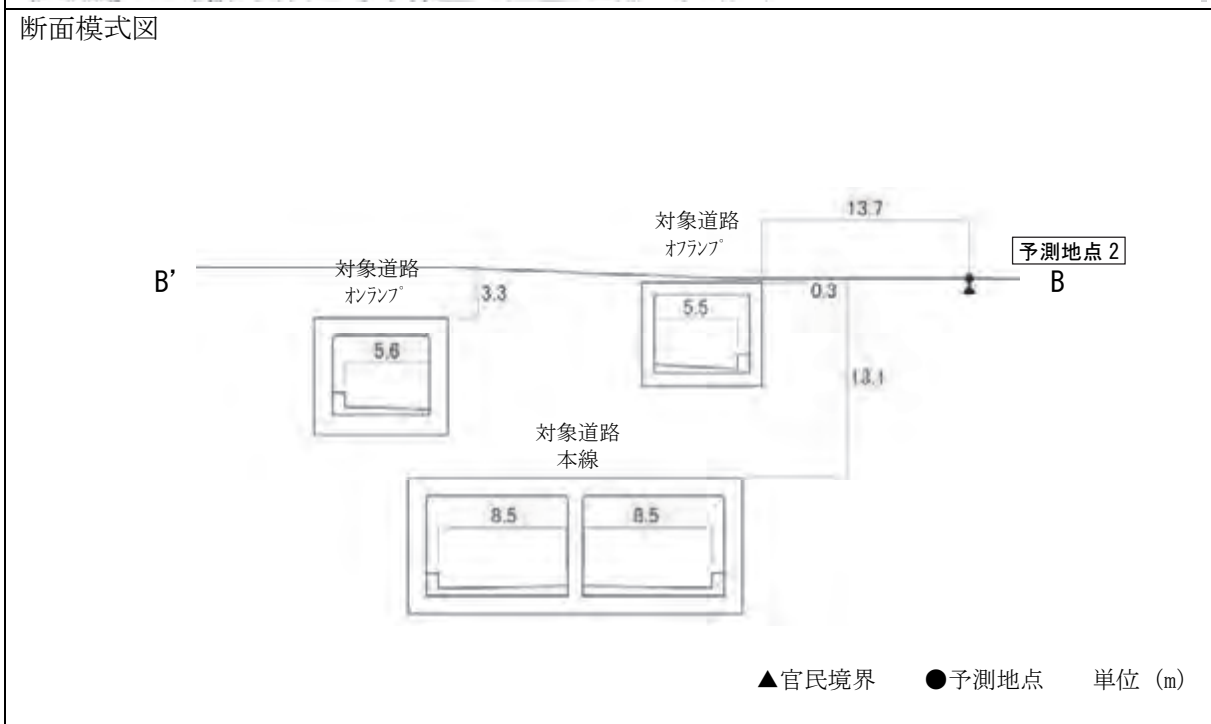 断面模式図
13.7
対象道路
ｵﾌﾗﾝﾌﾟ
予測地点 2
B’
対象道路
ｵﾝﾗﾝﾌﾟ
3.3
0.3
B
5.5
5.6
13.1
対象道路
本線
8.5
8.5
▲官民境界 ●予測地点 単位 (m)